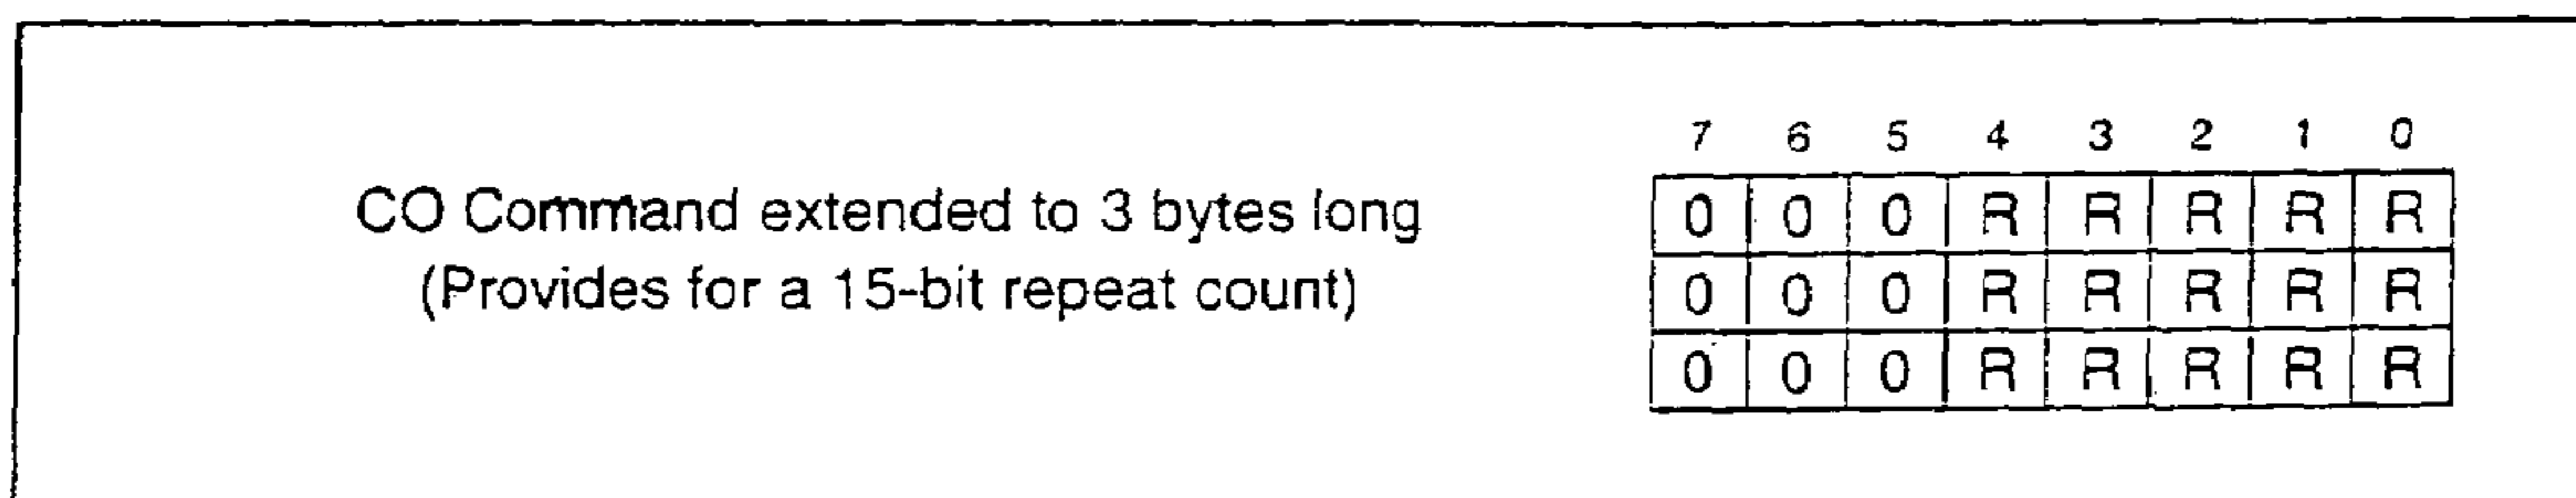 7 6 5 4 3 2 1 0
CO Command extended to 3 bytes long
0 0 0 R R R R R
(Provides for a 15-bit repeat count)
0 0 0 R R R R R
0 0 0 R R R R R